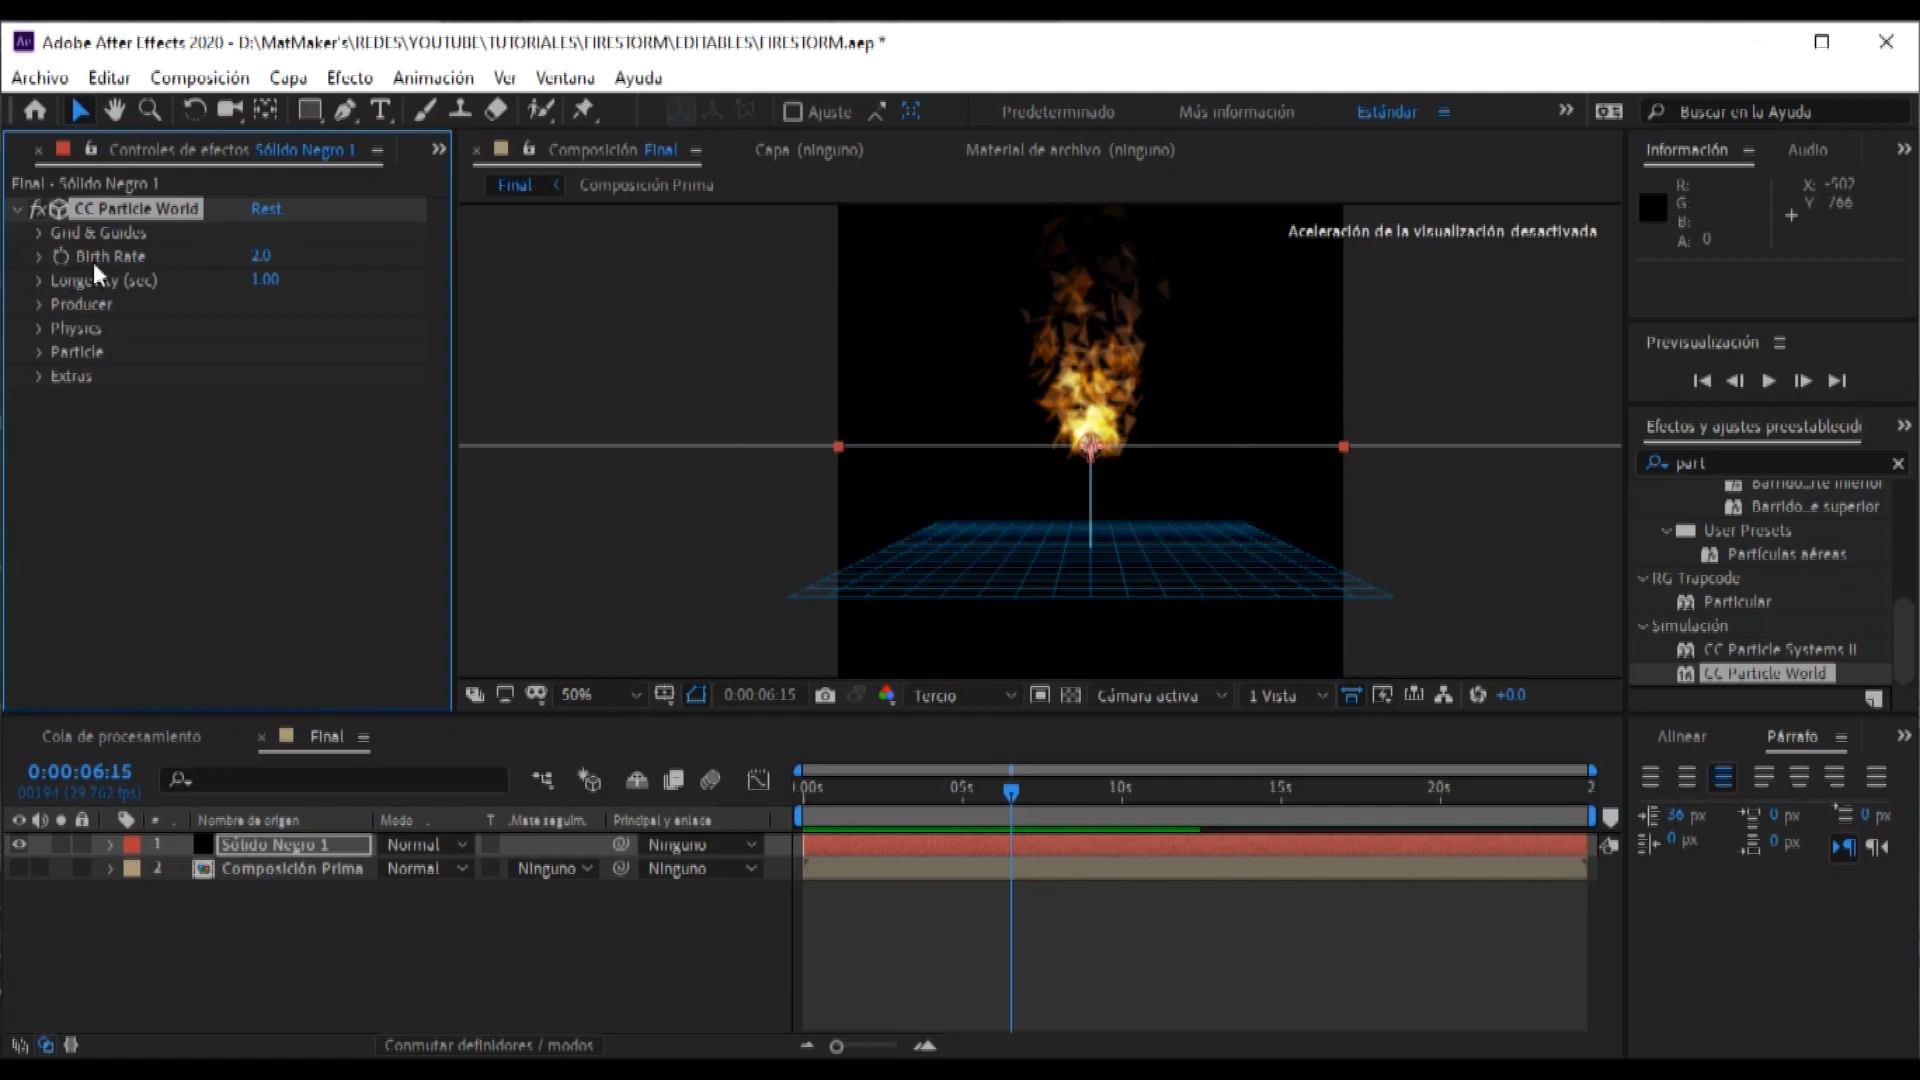 Adobe After Effects 2020 - D:\MatMaker's\REDES\YOUTUBE\TUTORIALES\FIRESTORM\EDITABLES\FIRESTORM.aep *
Archivo Editar Composición Capa Efecto Animación Ver Ventana Ayuda
Ajuste Predeterminado Más información Estándar Buscar en la Ayuda
Controles de efectos Sólido Negro 1
Final - Sólido Negro 1
fx CC Particle World Rest.
Grid & Guides
Birth Rate 2.0
Longevity (sec) 1.00
Producer
Physics
Particle
Extras
Composición Final Capa (ninguno) Material de archivo (ninguno)
Final Composición Prima
Aceleración de la visualización desactivada
50% 0:00:06:15 Tercio Cámara activa 1 Vista +0.0
Información Audio
R: X: -502
G: Y: 766
B:
A: 0
Previsualización
Efectos y ajustes preestablecid
part
Barrido...rte inferior
Barrido...e superior
User Presets
Partículas aéreas
RG Trapcode
Particular
Simulación
CC Particle Systems II
CC Particle World
Cola de procesamiento Final
0:00:06:15
00194 (29.762 fps)
05s 10s 15s 20s 2
# Nombre de origen Modo T .Mate seguim. Principal y enlace
1 Sólido Negro 1 Normal Ninguno
2 Composición Prima Normal Ninguno Ninguno
Conmutar definidores / modos
Alinear Párrafo
36 px 0 px 0 px
0 px 0 px